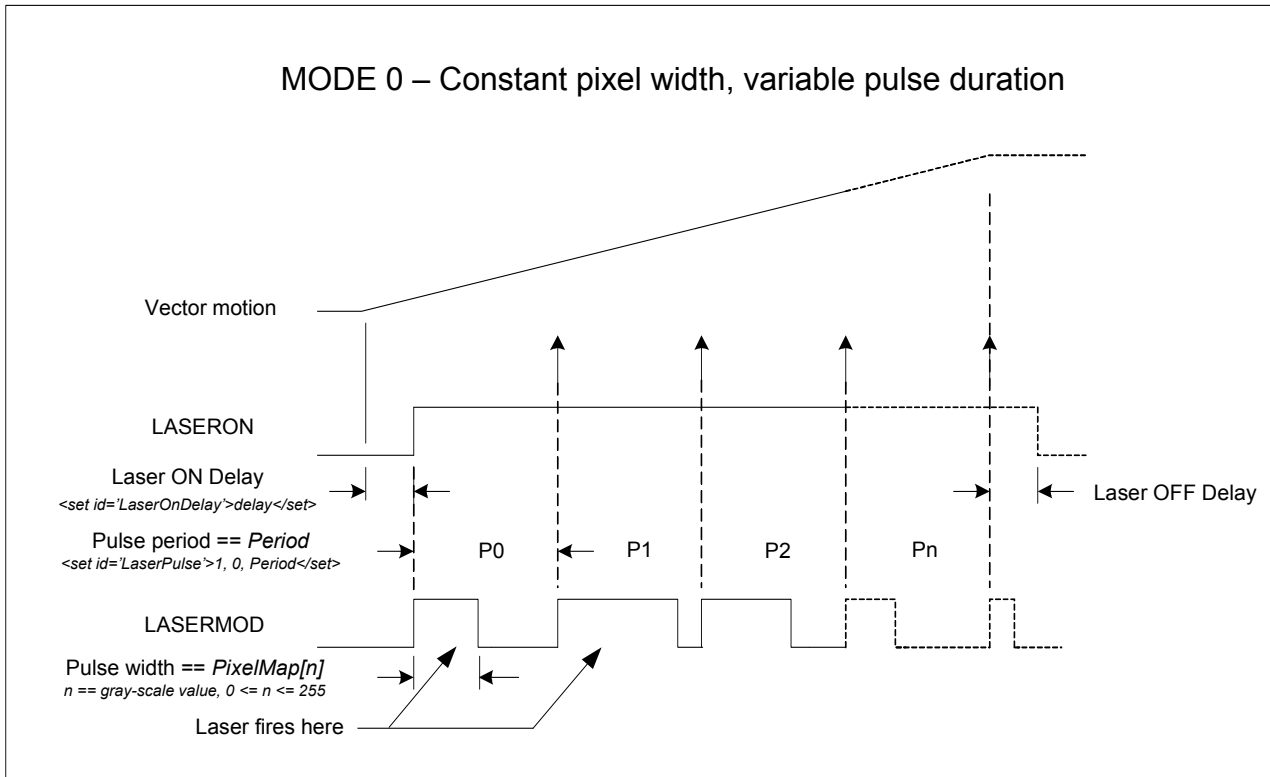 MODE 0 – Constant pixel width, variable pulse duration
Vector motion
LASERON
Laser ON Delay
<set id='LaserOnDelay'>delay</set>
Laser OFF Delay
Pulse period == Period
<set id='LaserPulse'>1, 0, Period</set>
P0
P1
P2
Pn
LASERMOD
Pulse width == PixelMap[n]
n == gray-scale value, 0 <= n <= 255
Laser fires here